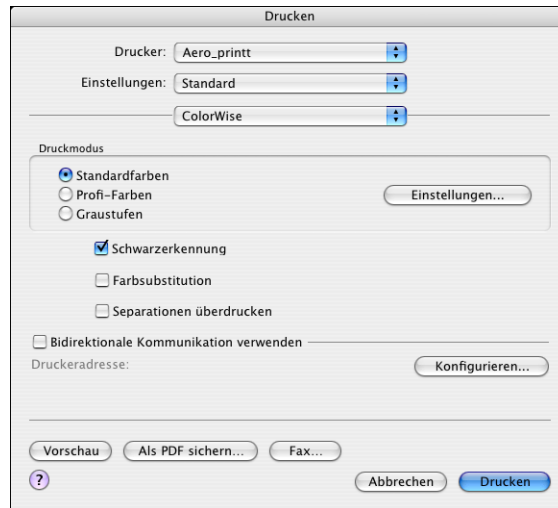 Drucken
Drucker: Aero_printt
Einstellungen: Standard
ColorWise
Druckmodus
Standardfarben
Profi-Farben
Graustufen
Einstellungen...
Schwarzerkennung
Farbsubstitution
Separationen überdrucken
Bidirektionale Kommunikation verwenden
Druckeradresse:
Konfigurieren...
Vorschau Als PDF sichern... Fax...
? Abbrechen Drucken